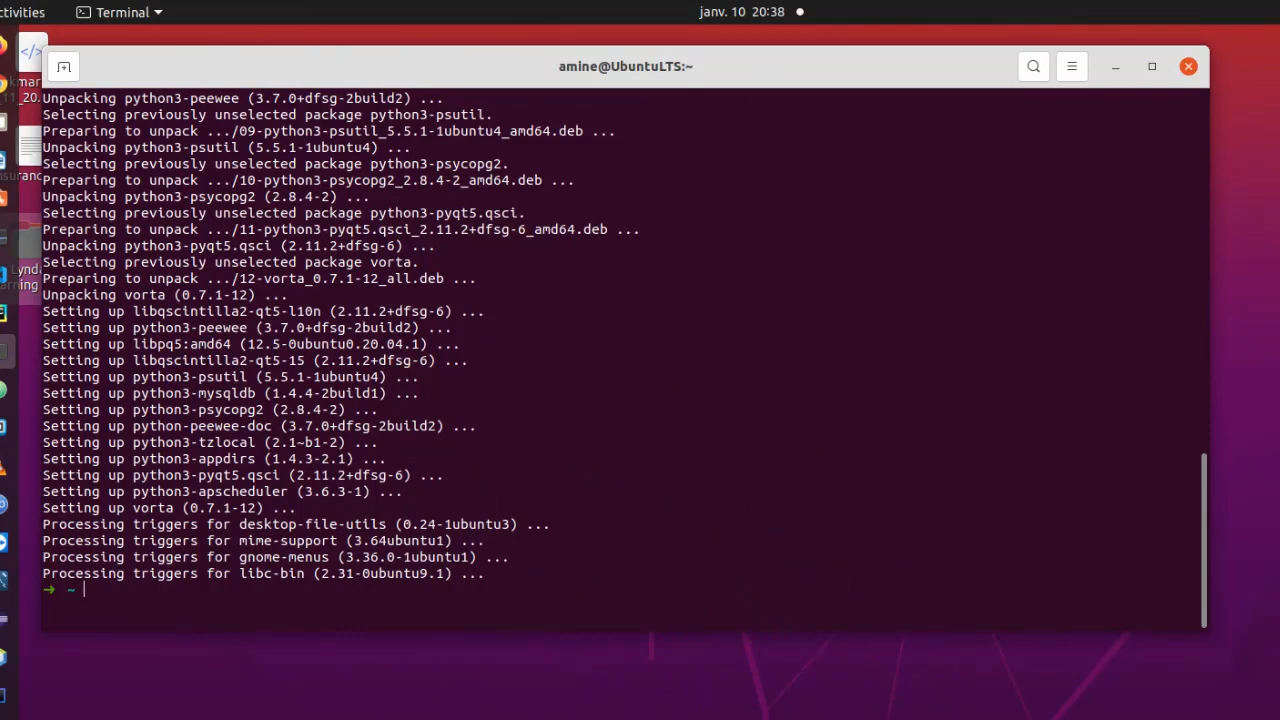 ctivities
Terminal
janv. 10 20:38
amine@UbuntuLTS:~
Unpacking python3-peewee (3.7.0+dfsg-2build2) ...
Selecting previously unselected package python3-psutil.
Preparing to unpack .../09-python3-psutil_5.5.1-1ubuntu4_amd64.deb ...
Unpacking python3-psutil (5.5.1-1ubuntu4) ...
Selecting previously unselected package python3-psycopg2.
Preparing to unpack .../10-python3-psycopg2_2.8.4-2_amd64.deb ...
Unpacking python3-psycopg2 (2.8.4-2) ...
Selecting previously unselected package python3-pyqt5.qsci.
Preparing to unpack .../11-python3-pyqt5.qsci_2.11.2+dfsg-6_amd64.deb ...
Unpacking python3-pyqt5.qsci (2.11.2+dfsg-6) ...
Selecting previously unselected package vorta.
Preparing to unpack .../12-vorta_0.7.1-12_all.deb ...
Unpacking vorta (0.7.1-12) ...
Setting up libqscintilla2-qt5-l10n (2.11.2+dfsg-6) ...
Setting up python3-peewee (3.7.0+dfsg-2build2) ...
Setting up libpq5:amd64 (12.5-0ubuntu0.20.04.1) ...
Setting up libqscintilla2-qt5-15 (2.11.2+dfsg-6) ...
Setting up python3-psutil (5.5.1-1ubuntu4) ...
Setting up python3-mysqldb (1.4.4-2build1) ...
Setting up python3-psycopg2 (2.8.4-2) ...
Setting up python-peewee-doc (3.7.0+dfsg-2build2) ...
Setting up python3-tzlocal (2.1~b1-2) ...
Setting up python3-appdirs (1.4.3-2.1) ...
Setting up python3-pyqt5.qsci (2.11.2+dfsg-6) ...
Setting up python3-apscheduler (3.6.3-1) ...
Setting up vorta (0.7.1-12) ...
Processing triggers for desktop-file-utils (0.24-1ubuntu3) ...
Processing triggers for mime-support (3.64ubuntu1) ...
Processing triggers for gnome-menus (3.36.0-1ubuntu1) ...
Processing triggers for libc-bin (2.31-0ubuntu9.1) ...
➜ ~
kmar
_11_20.
suranc
Lynda
arning